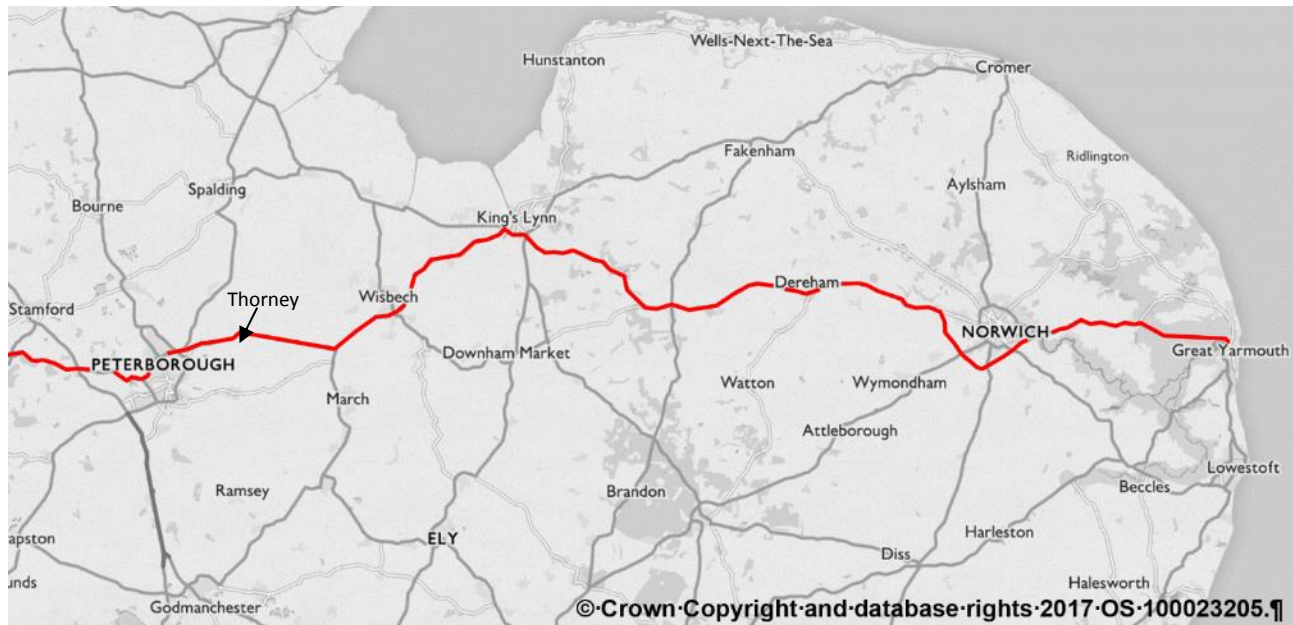 Wells-Next-The-Sea
Hunstanton
Cromer
Fakenham
Ridlington
Spalding
Aylsham
Bourne
King's Lynn
Thorney
Wisbech
Dereham
Stamford
NORWICH
PETERBOROUGH
Downham Market
Great Yarmouth
Watton
Wymondham
March
Attleborough
Lowestoft
Ramsey
Brandon
Beccles
apston
ELY
Harleston
Diss
unds
Halesworth
Godmanchester
©·Crown·Copyright·and·database·rights·2017·OS·100023205.¶